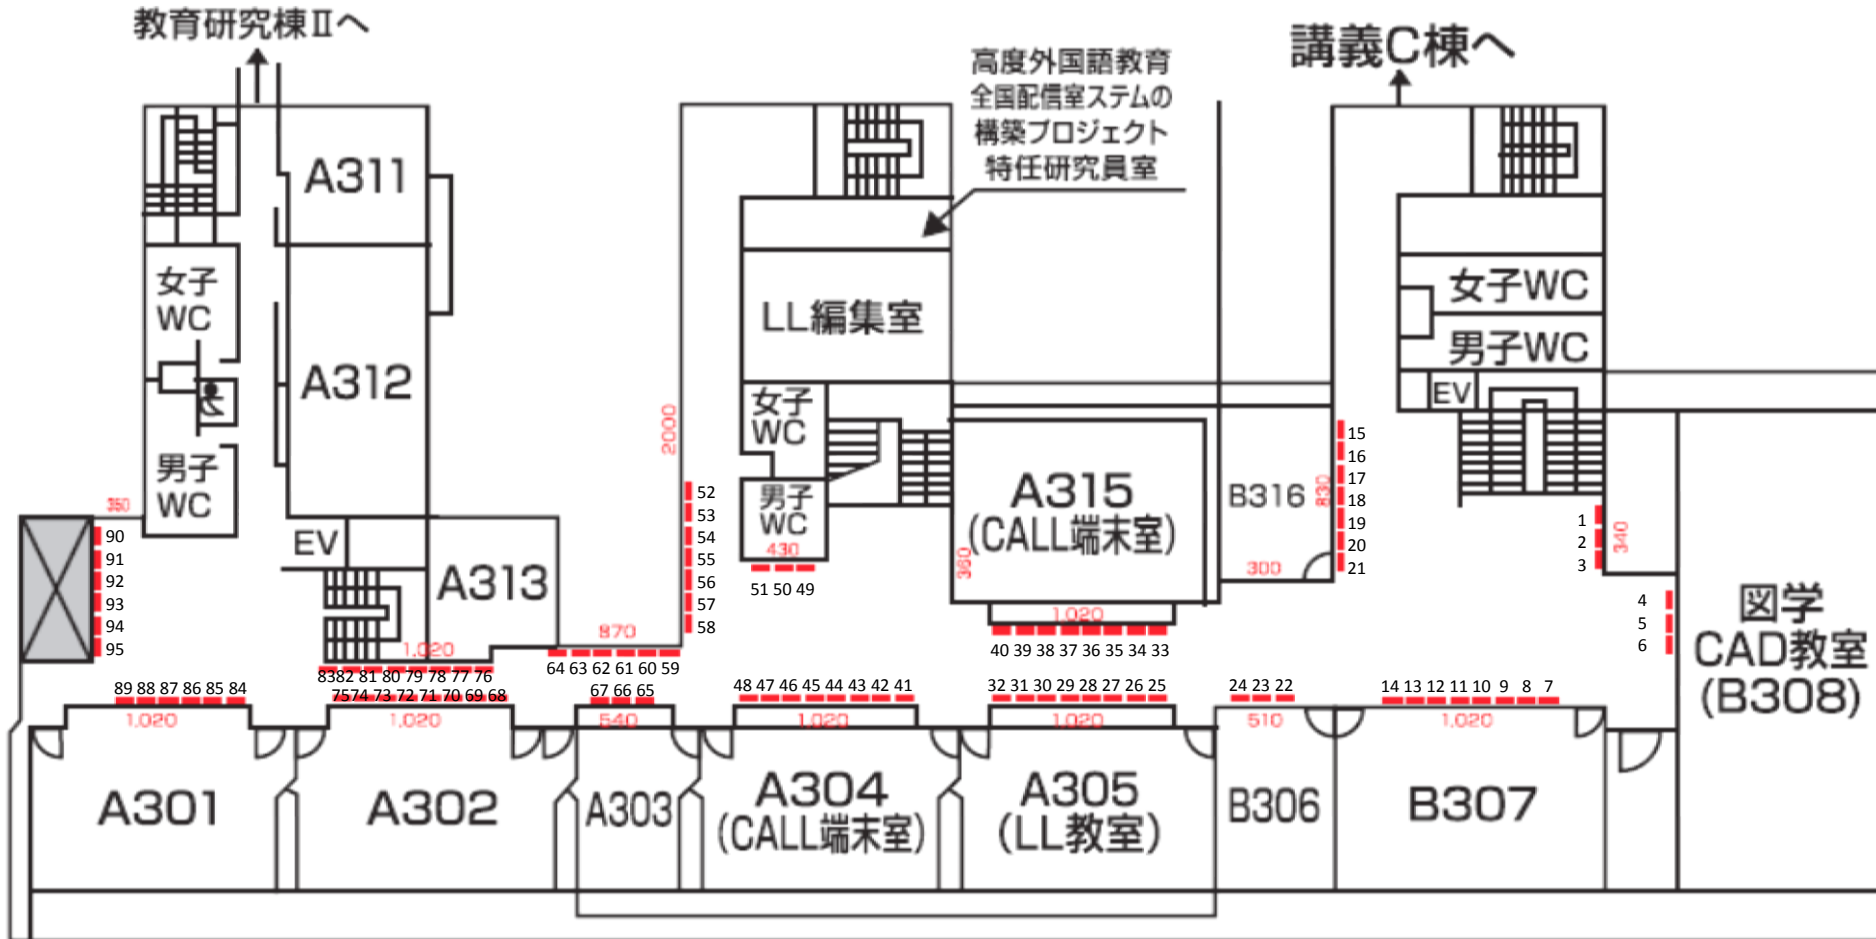 教育研究棟Ⅱへ
講義C棟へ
高度外国語教育
全国配信室ステムの
構築プロジェクト
特任研究員室
A311
女子
WC
A312
男子
WC
EV
A313
LL編集室
女子
WC
男子
WC
A315
(CALL端末室)
B316
女子WC
男子WC
EV
図学
CAD教室
(B308)
350
2000
430
360
300
830
340
15
16
17
18
19
20
21
1
2
3
4
5
6
52
53
54
55
56
57
58
51 50 49
90
91
92
93
94
95
870
64 63 62 61 60 59
1,020
40 39 38 37 36 35 34 33
1,020
83 82 81 80 79 78 77 76
75 74 73 72 71 70 69 68
1,020
89 88 87 86 85 84
1,020
67 66 65
540
48 47 46 45 44 43 42 41
1,020
32 31 30 29 28 27 26 25
1,020
24 23 22
510
14 13 12 11 10 9 8 7
1,020
A301
A302
A303
A304
(CALL端末室)
A305
(LL教室)
B306
B307